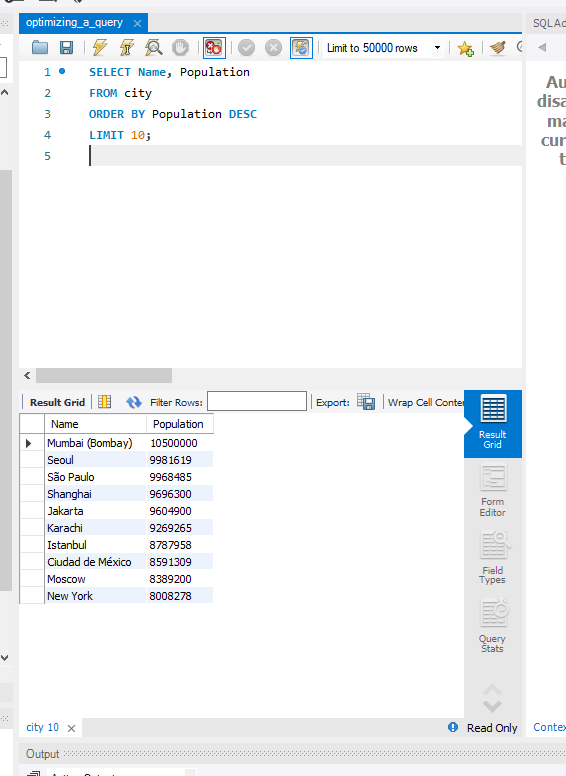 optimizing_a_query
SQLAd
Limit to 50000 rows
1 SELECT Name, Population
2 FROM city
3 ORDER BY Population DESC
4 LIMIT 10;
5
Au
disa
ma
cur
t
Result Grid
Filter Rows:
Export:
Wrap Cell Conte
Name Population
Mumbai (Bombay) 10500000
Seoul 9981619
São Paulo 9968485
Shanghai 9696300
Jakarta 9604900
Karachi 9269265
Istanbul 8787958
Ciudad de México 8591309
Moscow 8389200
New York 8008278
Result
Grid
Form
Editor
Field
Types
Query
Stats
city 10
Read Only
Contex
Output